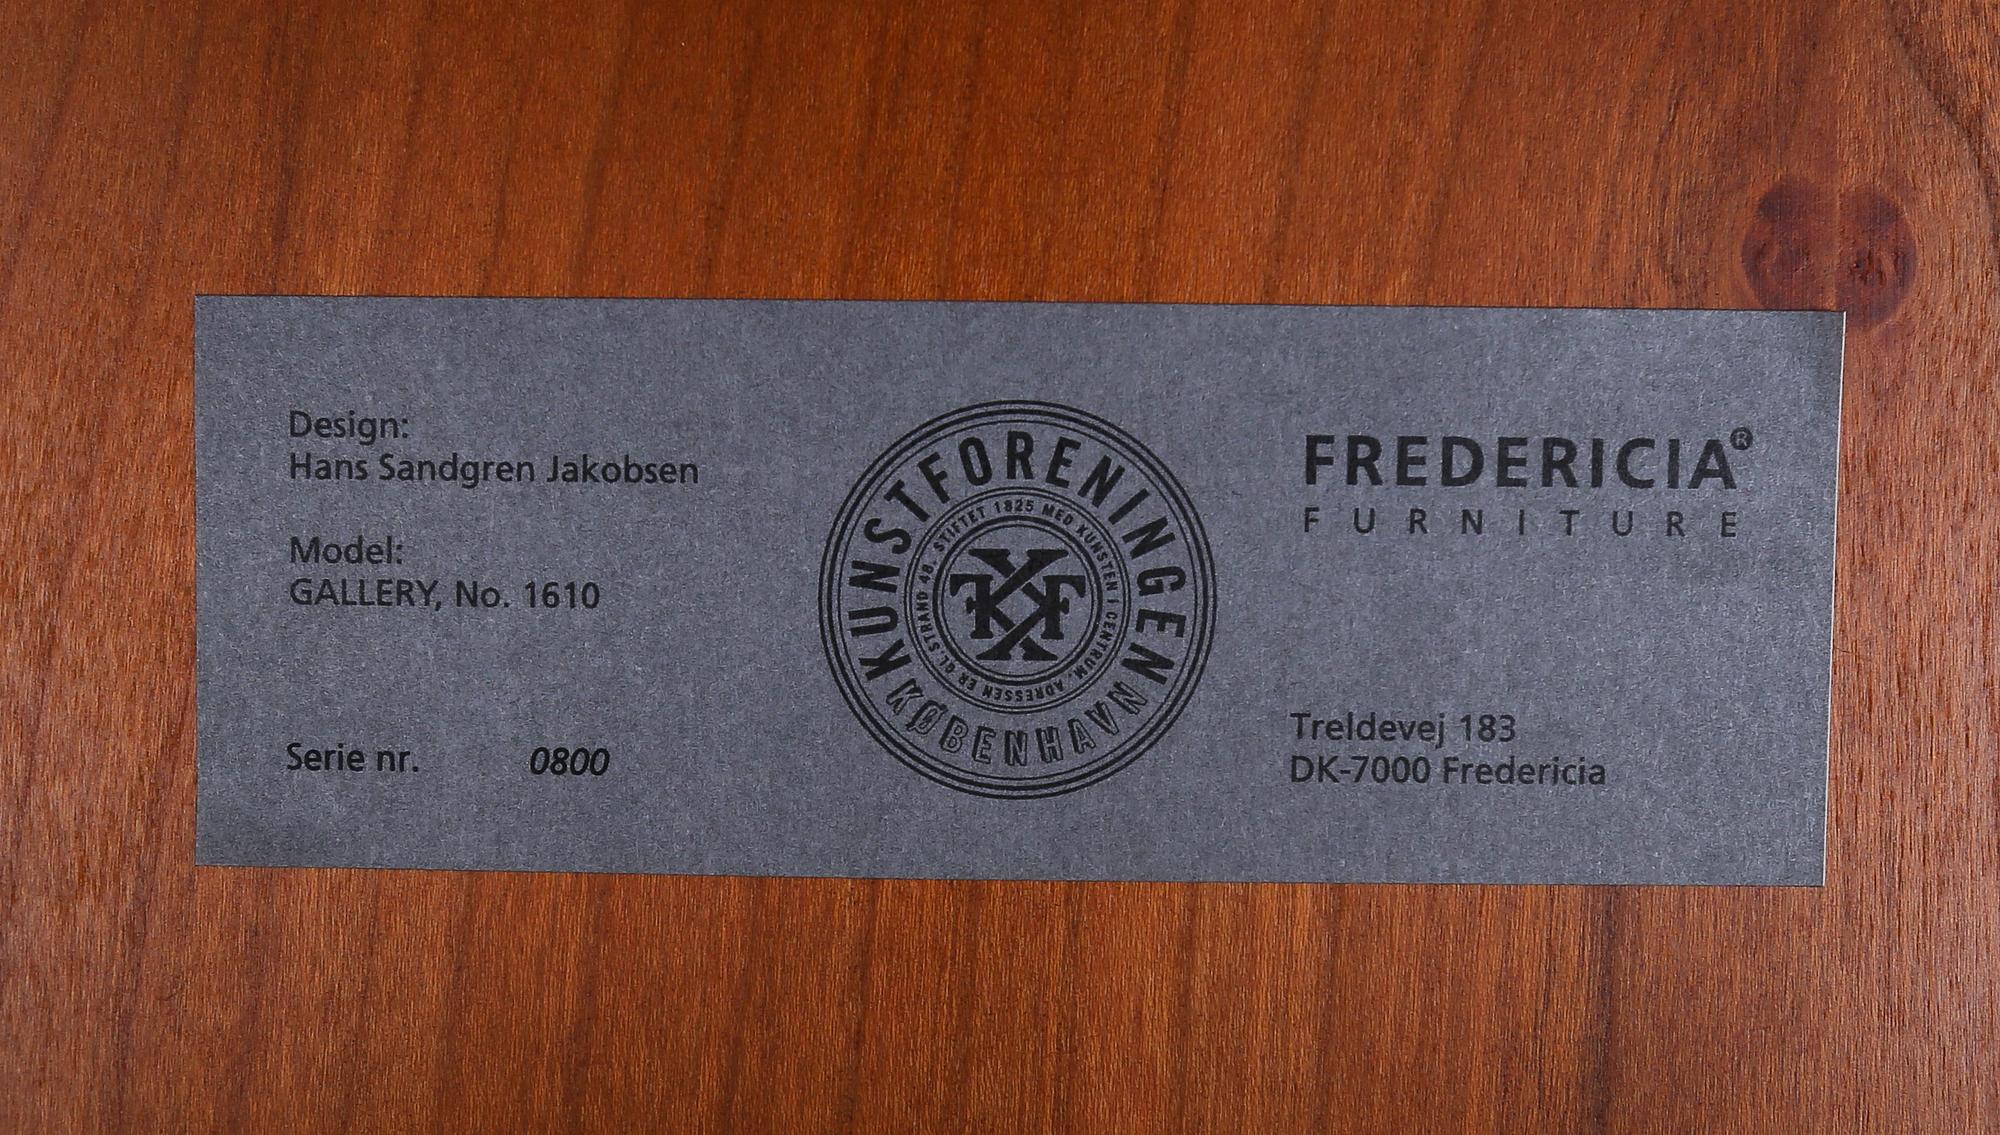 Design:
Hans Sandgren Jakobsen
Model:
GALLERY, No. 1610
Serie nr. 0800
KUNSTFORENINGEN
KØBENHAVN
STIFTET 1825 MED KUNSTEN I CENTRUM. ADRESSEN ER GL. STRAND 48.
KF
FREDERICIA®
FURNITURE
Treldevej 183
DK-7000 Fredericia